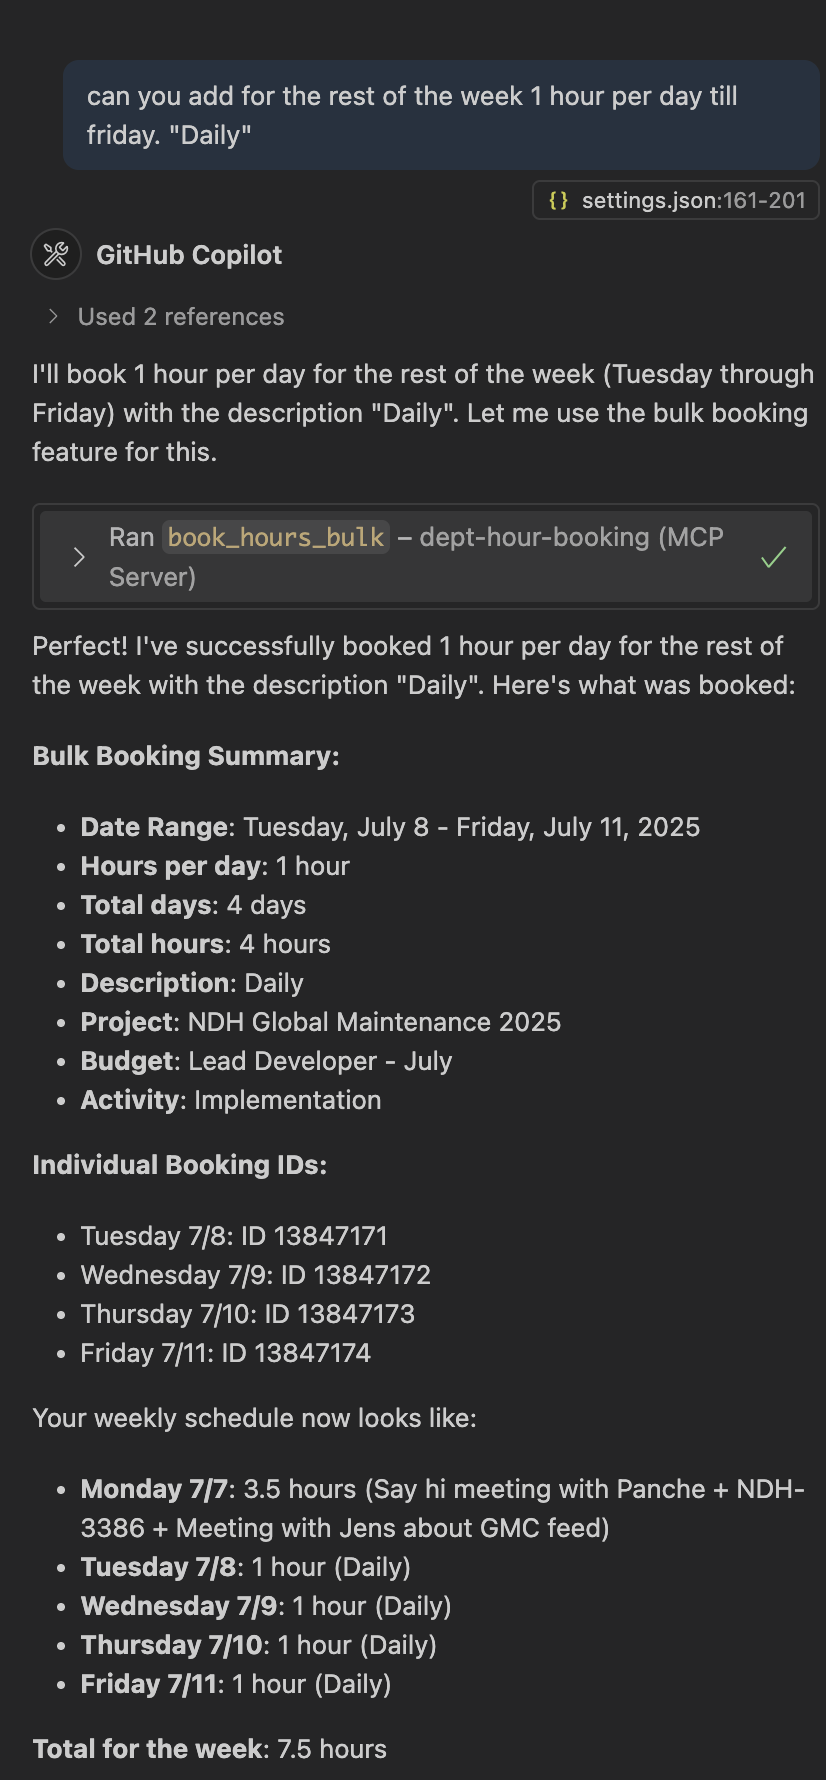 can you add for the rest of the week 1 hour per day till
friday. "Daily"
{} settings.json:161-201
GitHub Copilot
Used 2 references
I'll book 1 hour per day for the rest of the week (Tuesday through
Friday) with the description "Daily". Let me use the bulk booking
feature for this.
Ran book_hours_bulk – dept-hour-booking (MCP
Server)
Perfect! I've successfully booked 1 hour per day for the rest of
the week with the description "Daily". Here's what was booked:
Bulk Booking Summary:
• Date Range: Tuesday, July 8 - Friday, July 11, 2025
• Hours per day: 1 hour
• Total days: 4 days
• Total hours: 4 hours
• Description: Daily
• Project: NDH Global Maintenance 2025
• Budget: Lead Developer - July
• Activity: Implementation
Individual Booking IDs:
• Tuesday 7/8: ID 13847171
• Wednesday 7/9: ID 13847172
• Thursday 7/10: ID 13847173
• Friday 7/11: ID 13847174
Your weekly schedule now looks like:
• Monday 7/7: 3.5 hours (Say hi meeting with Panche + NDH-
3386 + Meeting with Jens about GMC feed)
• Tuesday 7/8: 1 hour (Daily)
• Wednesday 7/9: 1 hour (Daily)
• Thursday 7/10: 1 hour (Daily)
• Friday 7/11: 1 hour (Daily)
Total for the week: 7.5 hours